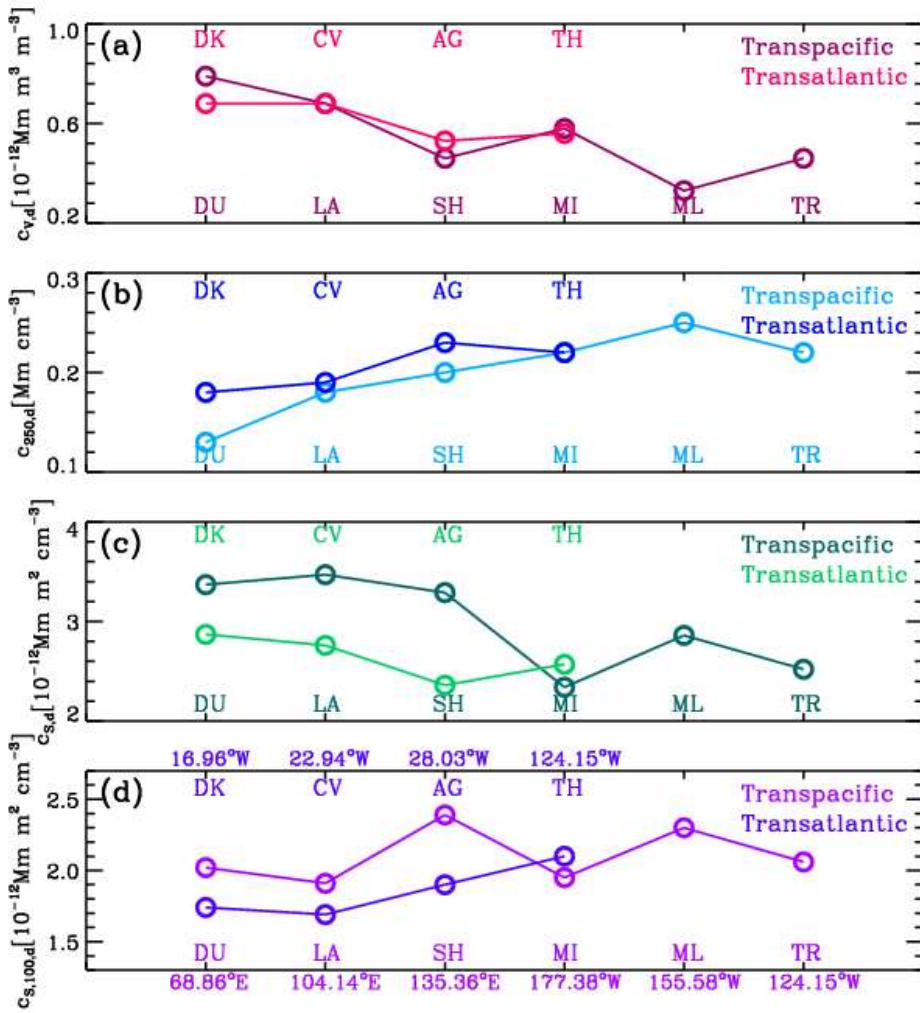 1.0
(a)
DK CV AG TH
Transpacific
Transatlantic
0.6
0.2
DU LA SH MI ML TR
c_{V,d}[10^{-12}Mm m^{3} m^{-3}]
0.3
(b)
DK CV AG TH
Transpacific
Transatlantic
0.2
0.1
DU LA SH MI ML TR
c_{250,d}[Mm cm^{-3}]
4
(c)
DK CV AG TH
Transpacific
Transatlantic
3
2
DU LA SH MI ML TR
c_{S,d}[10^{-12}Mm m^{2} cm^{-3}]
16.96°W 22.94°W 28.03°W 124.15°W
(d)
DK CV AG TH
Transpacific
Transatlantic
2.5
2.0
1.5
DU LA SH MI ML TR
68.86°E 104.14°E 135.36°E 177.38°W 155.58°W 124.15°W
c_{S,100,d}[10^{-12}Mm m^{2} cm^{-3}]